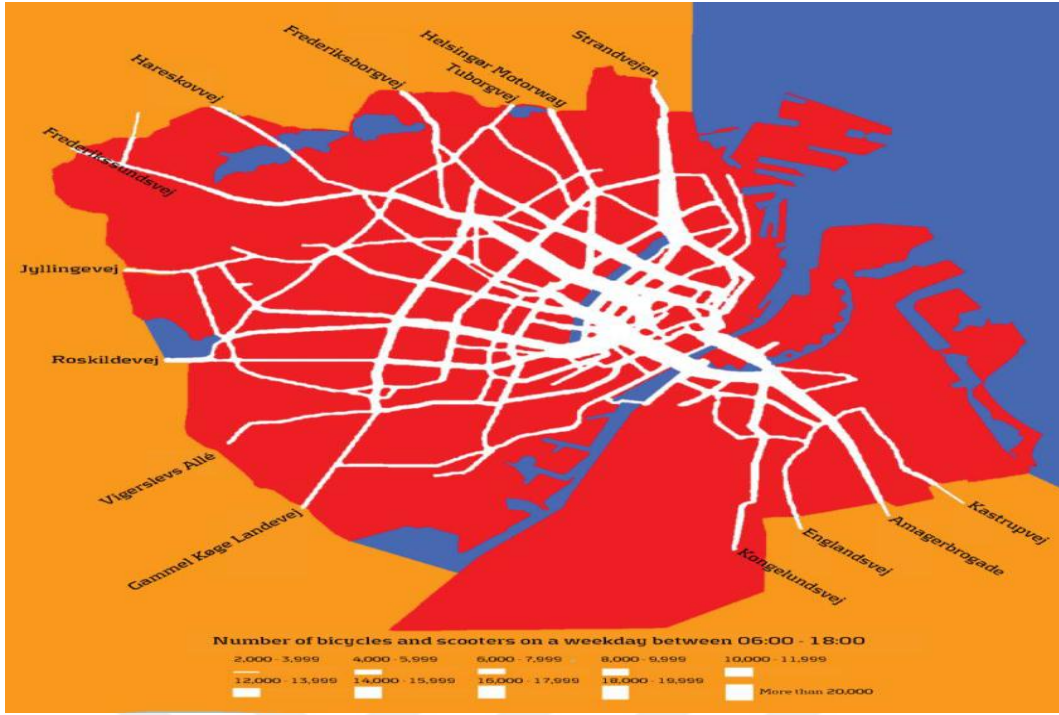 Strandvejen
Helsingør Motorway
Tuborgvej
Frederiksborgvej
Hareskovvej
Frederikssundsvej
Jyllingevej
Roskildevej
Vigerslevs Allé
Gammel Køge Landevej
Kastrupvej
Amagerbrogade
Englandsvej
Kongelundsvej
Number of bicycles and scooters on a weekday between 06:00 - 18:00
2,000 - 3,999 4,000 - 5,999 6,000 - 7,999 8,000 - 9,999 10,000 - 11,999
12,000 - 13,999 14,000 - 15,999 16,000 - 17,999 18,000 - 19,999 More than 20,000